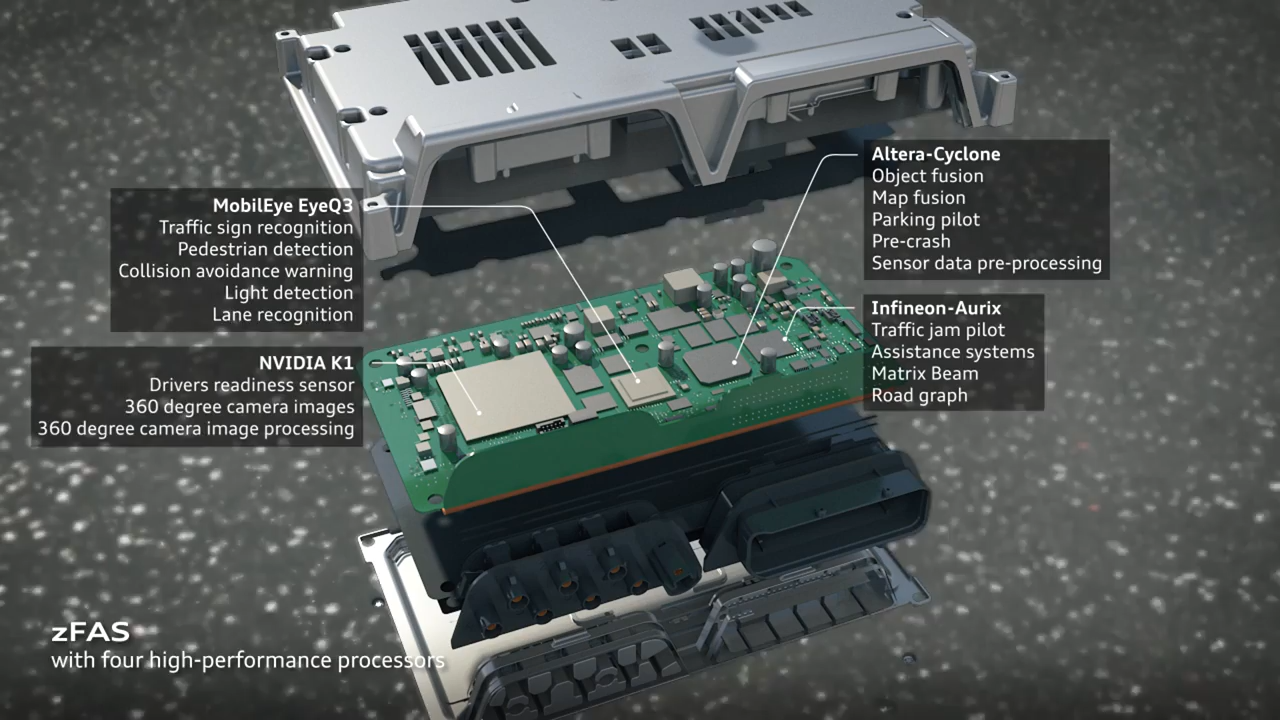 MobilEye EyeQ3
Traffic sign recognition
Pedestrian detection
Collision avoidance warning
Light detection
Lane recognition
NVIDIA K1
Drivers readiness sensor
360 degree camera images
360 degree camera image processing
Altera-Cyclone
Object fusion
Map fusion
Parking pilot
Pre-crash
Sensor data pre-processing
Infineon-Aurix
Traffic jam pilot
Assistance systems
Matrix Beam
Road graph
zFAS
with four high-performance processors